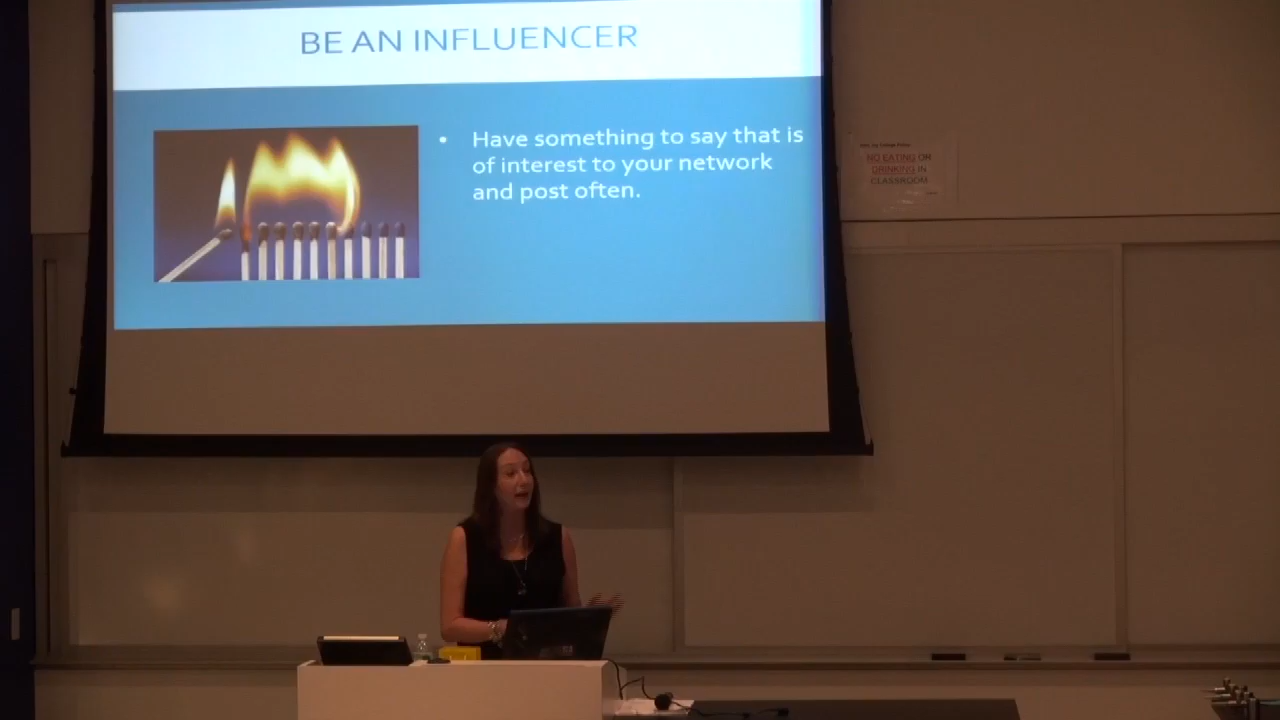 BE AN INFLUENCER
• Have something to say that is
of interest to your network
and post often.
NO EATING OR
DRINKING IN
CLASSROOM